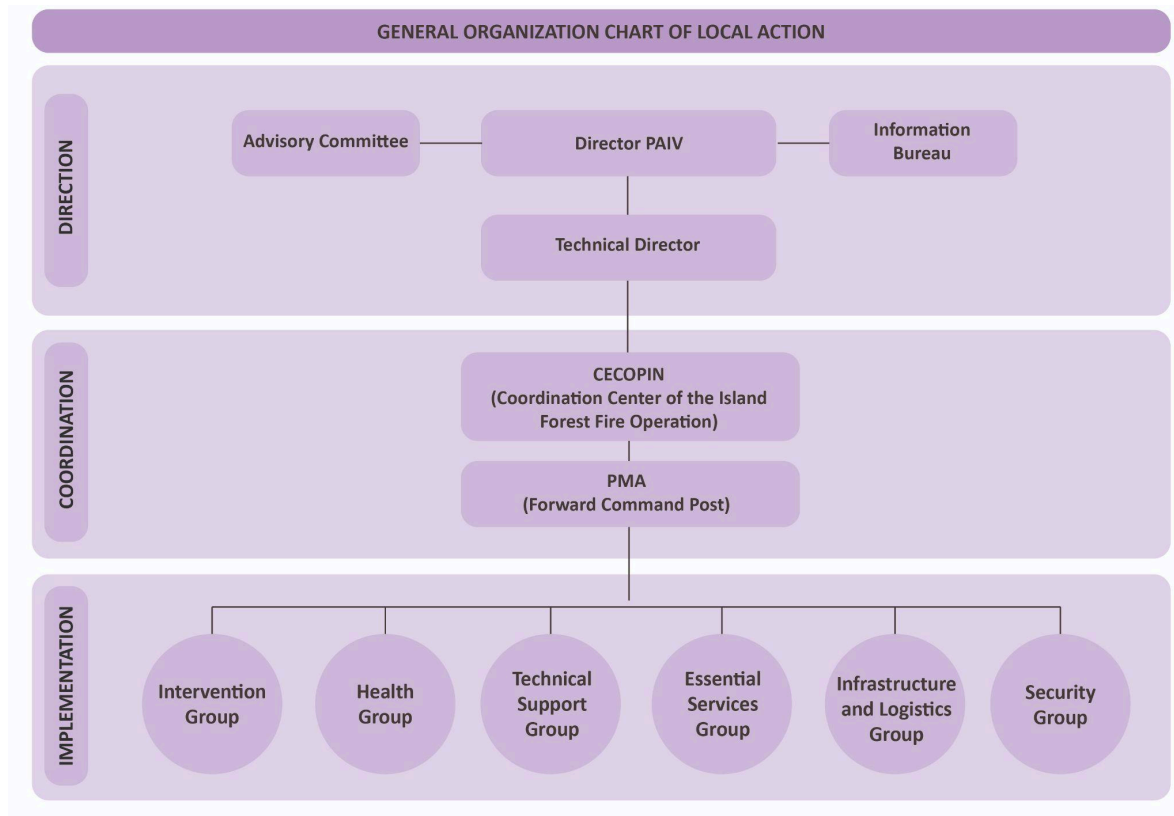 GENERAL ORGANIZATION CHART OF LOCAL ACTION
DIRECTION
Advisory Committee
Director PAIV
Information
Bureau
Technical Director
COORDINATION
CECOPIN
(Coordination Center of the Island
Forest Fire Operation)
PMA
(Forward Command Post)
IMPLEMENTATION
Intervention
Group
Health
Group
Technical
Support
Group
Essential
Services
Group
Infrastructure
and Logistics
Group
Security
Group